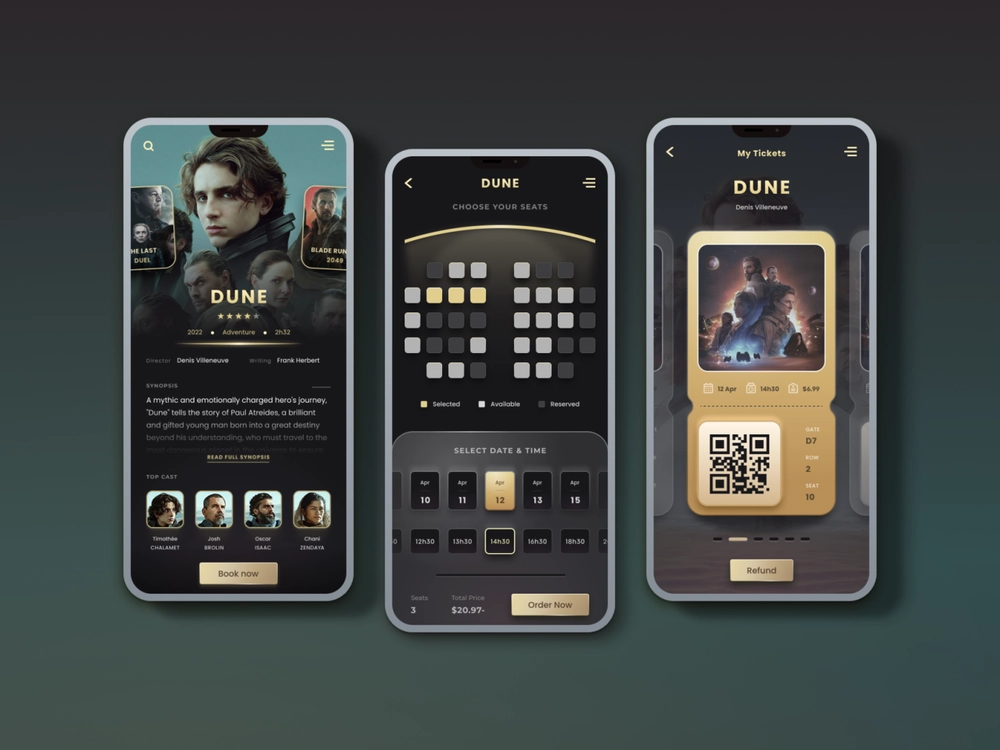 HE LAST
DUEL
BLADE RUN
2049
DUNE
2022 • Adventure • 2h32
Director Denis Villeneuve Writing Frank Herbert
SYNOPSIS
A mythic and emotionally charged hero's journey,
"Dune" tells the story of Paul Atreides, a brilliant
and gifted young man born into a great destiny
beyond his understanding, who must travel to the
READ FULL SYNOPSIS
TOP CAST
Timothée Josh Oscar Chani
CHALAMET BROLIN ISAAC ZENDAYA
Book now
DUNE
CHOOSE YOUR SEATS
Selected Available Reserved
SELECT DATE & TIME
Apr Apr Apr Apr Apr
10 11 12 13 15
30 12h30 13h30 14h30 16h30 18h30 2
Seats Total Price
3 $20.97-
Order Now
My Tickets
DUNE
Denis Villeneuve
12 Apr 14h30 $6.99
GATE
D7
ROW
2
SEAT
10
Refund